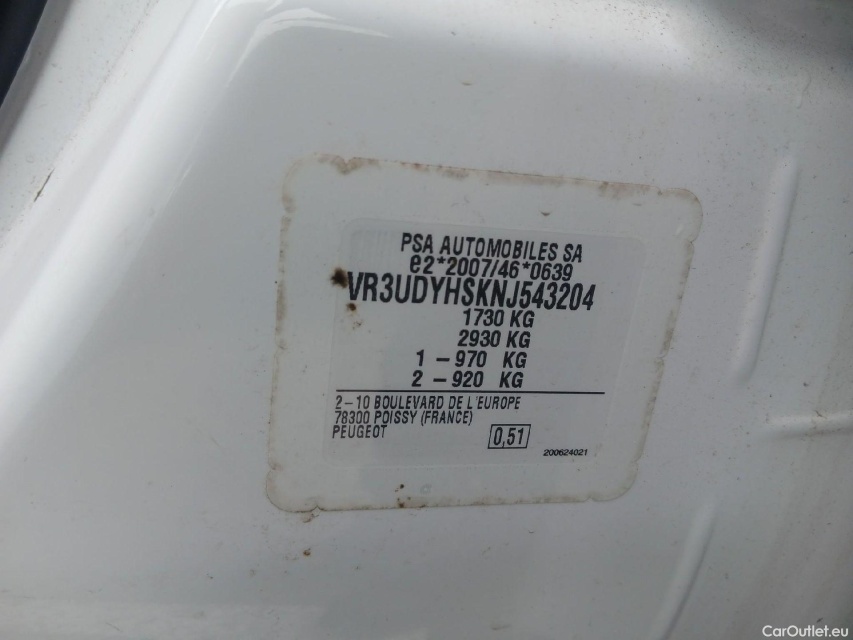 PSA AUTOMOBILES SA
e2*2007/46*0639
VR3UDYHSKNJ543204
1730 KG
2930 KG
1 – 970 KG
2 – 920 KG
2–10 BOULEVARD DE L'EUROPE
78300 POISSY (FRANCE)
PEUGEOT
0,51
200624021
CarOutlet.eu